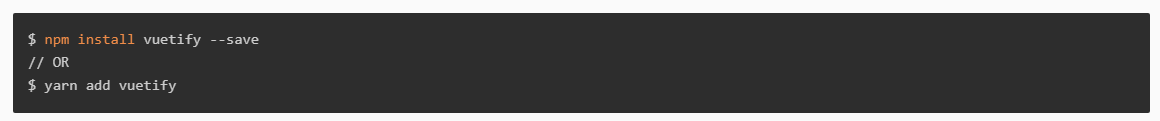 $ npm install vuetify --save
// OR
$ yarn add vuetify